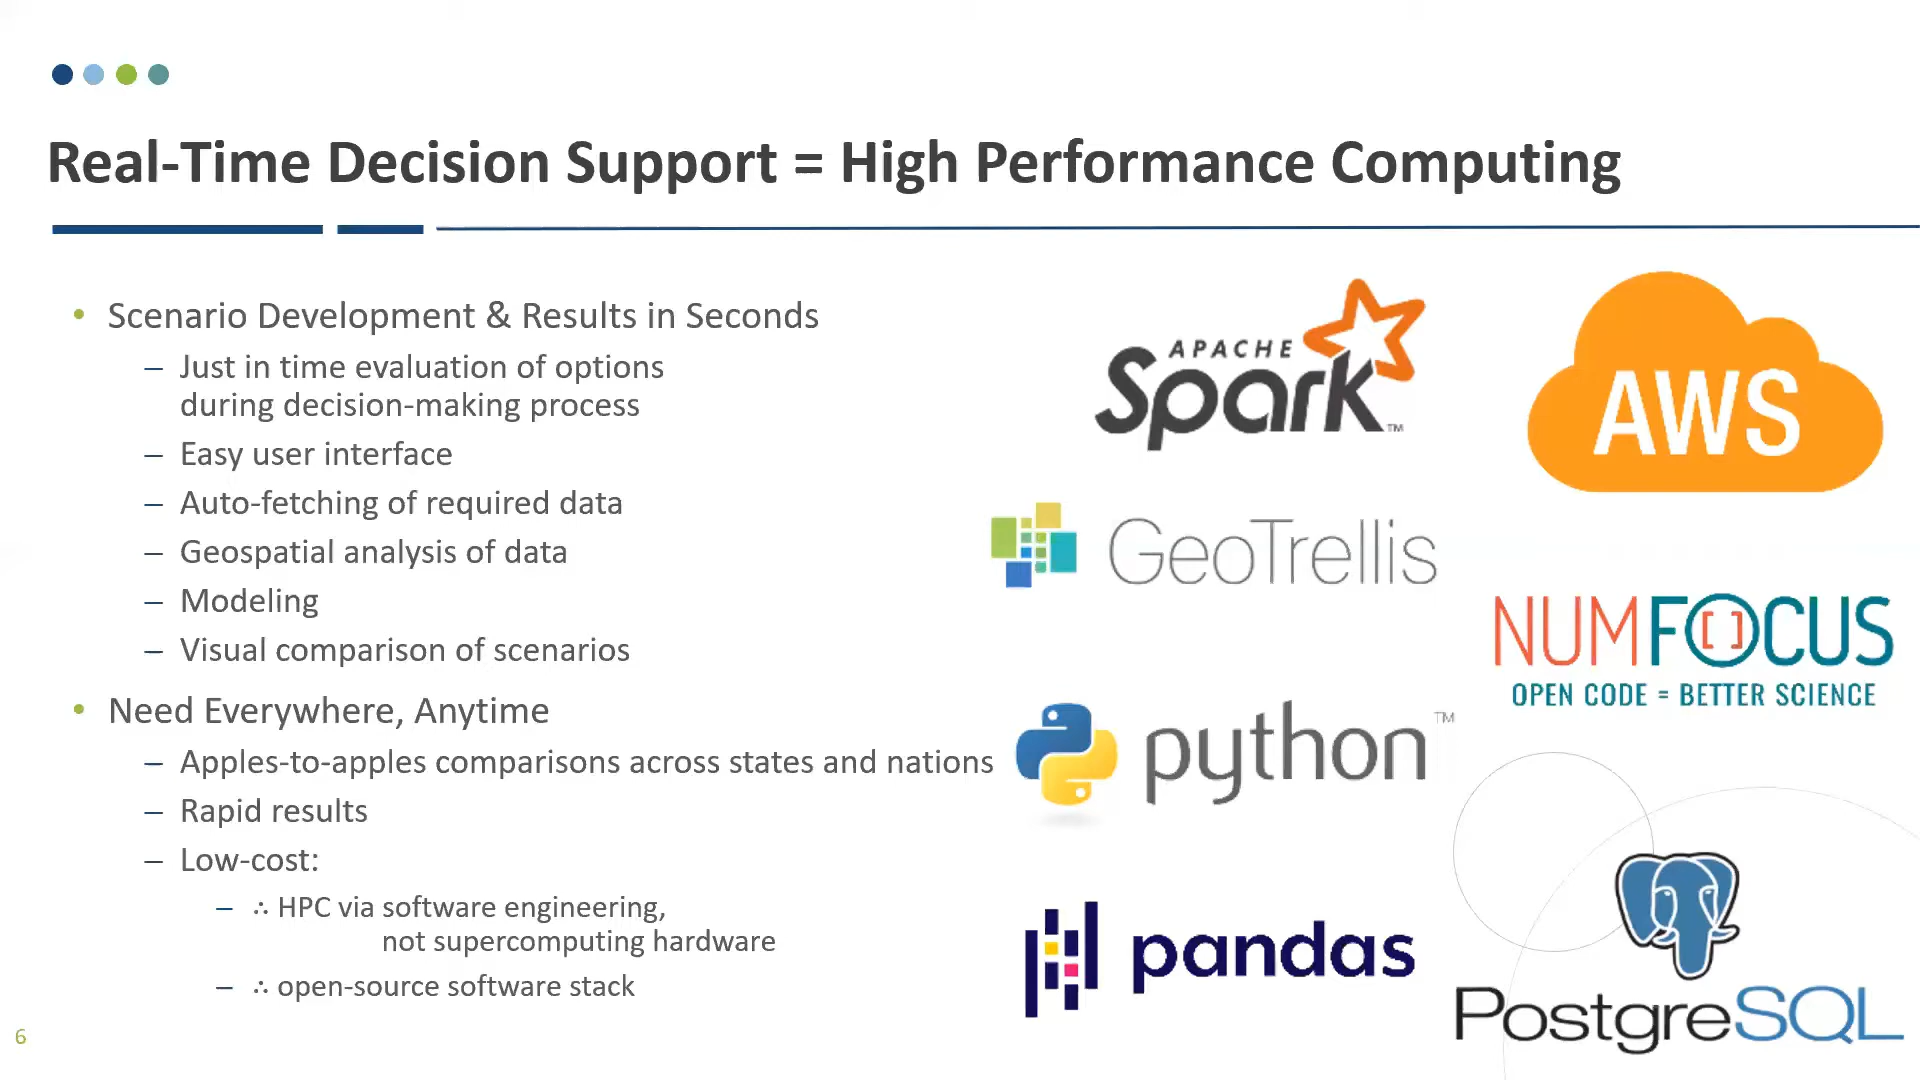 Real-Time Decision Support = High Performance Computing
• Scenario Development & Results in Seconds
– Just in time evaluation of options
during decision-making process
– Easy user interface
– Auto-fetching of required data
– Geospatial analysis of data
– Modeling
– Visual comparison of scenarios
• Need Everywhere, Anytime
– Apples-to-apples comparisons across states and nations
– Rapid results
– Low-cost:
– ∴ HPC via software engineering,
not supercomputing hardware
– ∴ open-source software stack
APACHE
Spark™
AWS
GeoTrellis
NUMFOCUS
OPEN CODE = BETTER SCIENCE
python™
pandas
PostgreSQL
6